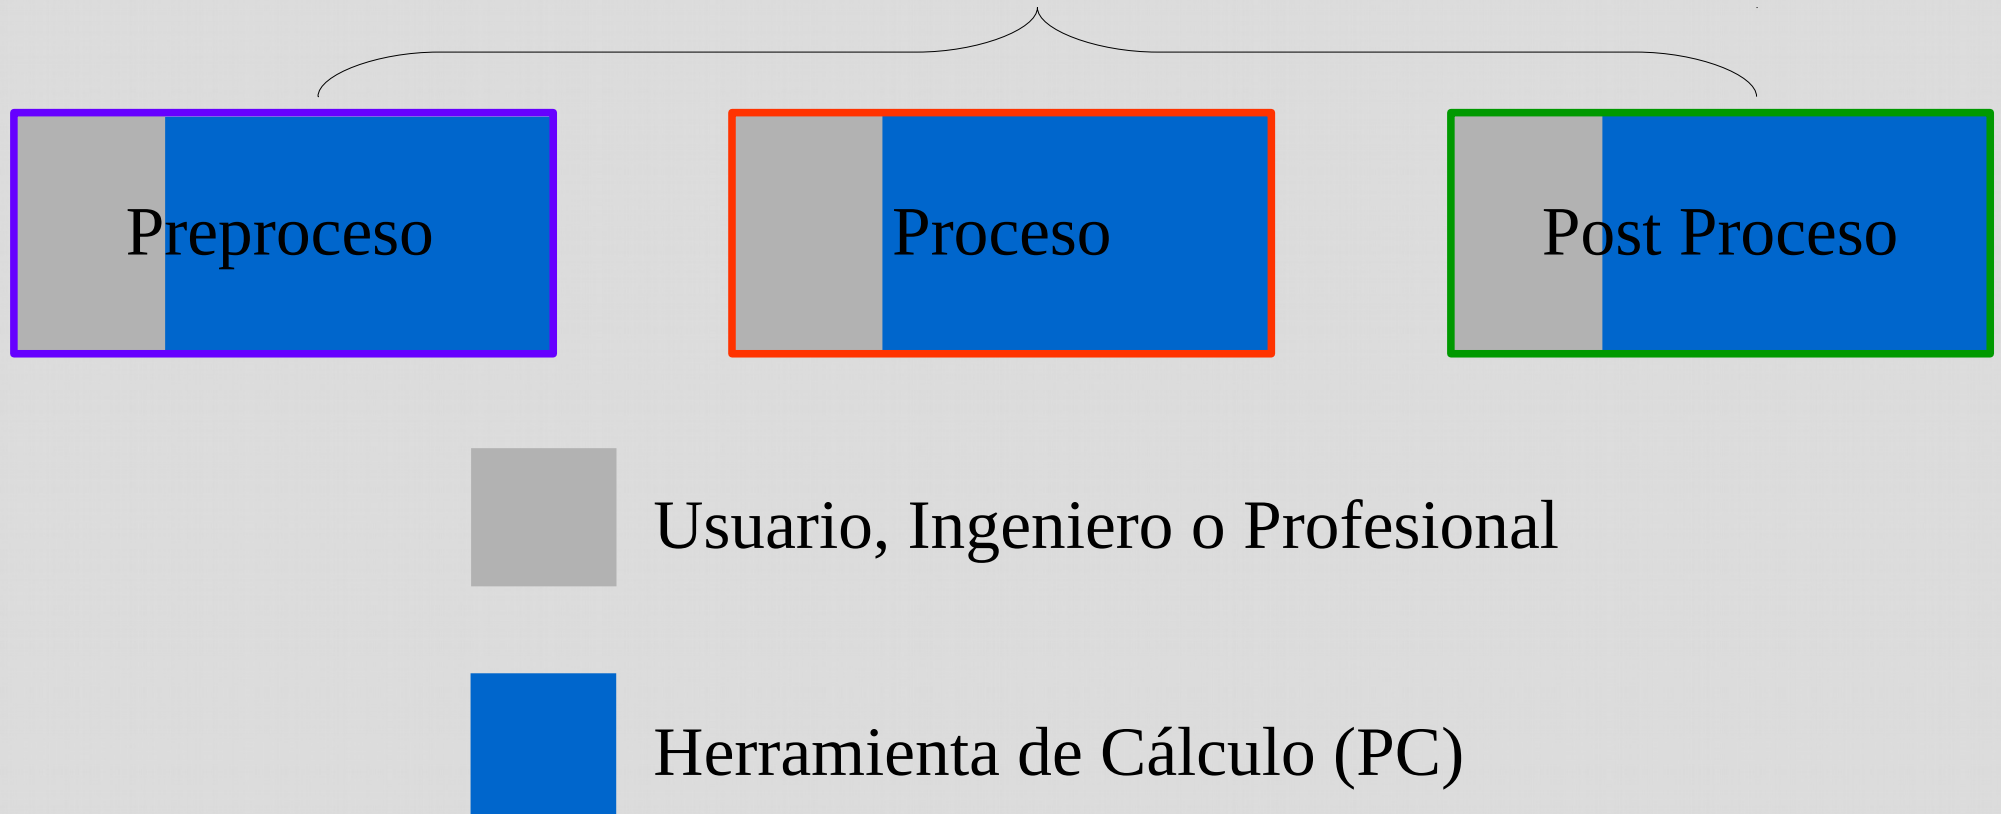 Preproceso
Proceso
Post Proceso
Usuario, Ingeniero o Profesional
Herramienta de Cálculo (PC)